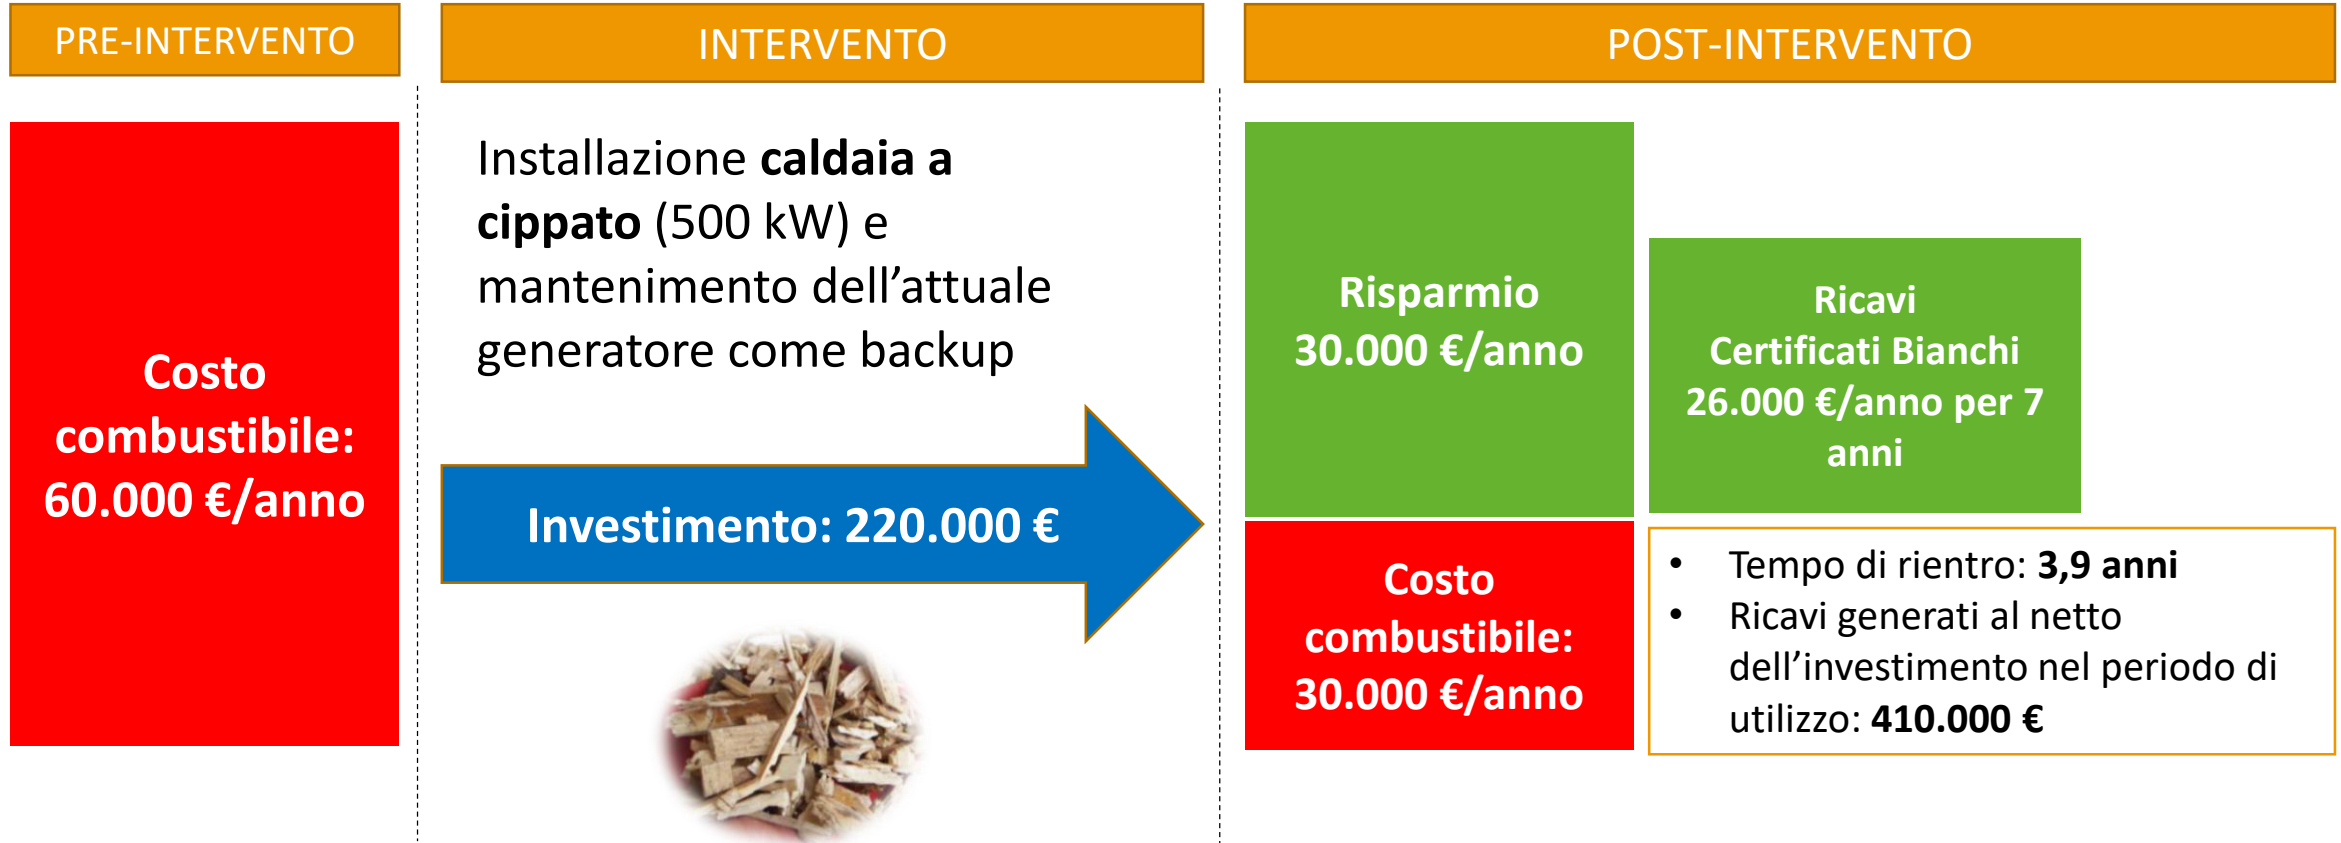 PRE-INTERVENTO
INTERVENTO
POST-INTERVENTO
Costo
combustibile:
60.000 €/anno
Installazione caldaia a
cippato (500 kW) e
mantenimento dell’attuale
generatore come backup
Investimento: 220.000 €
Risparmio
30.000 €/anno
Costo
combustibile:
30.000 €/anno
Ricavi
Certificati Bianchi
26.000 €/anno per 7
anni
• Tempo di rientro: 3,9 anni
• Ricavi generati al netto
dell’investimento nel periodo di
utilizzo: 410.000 €